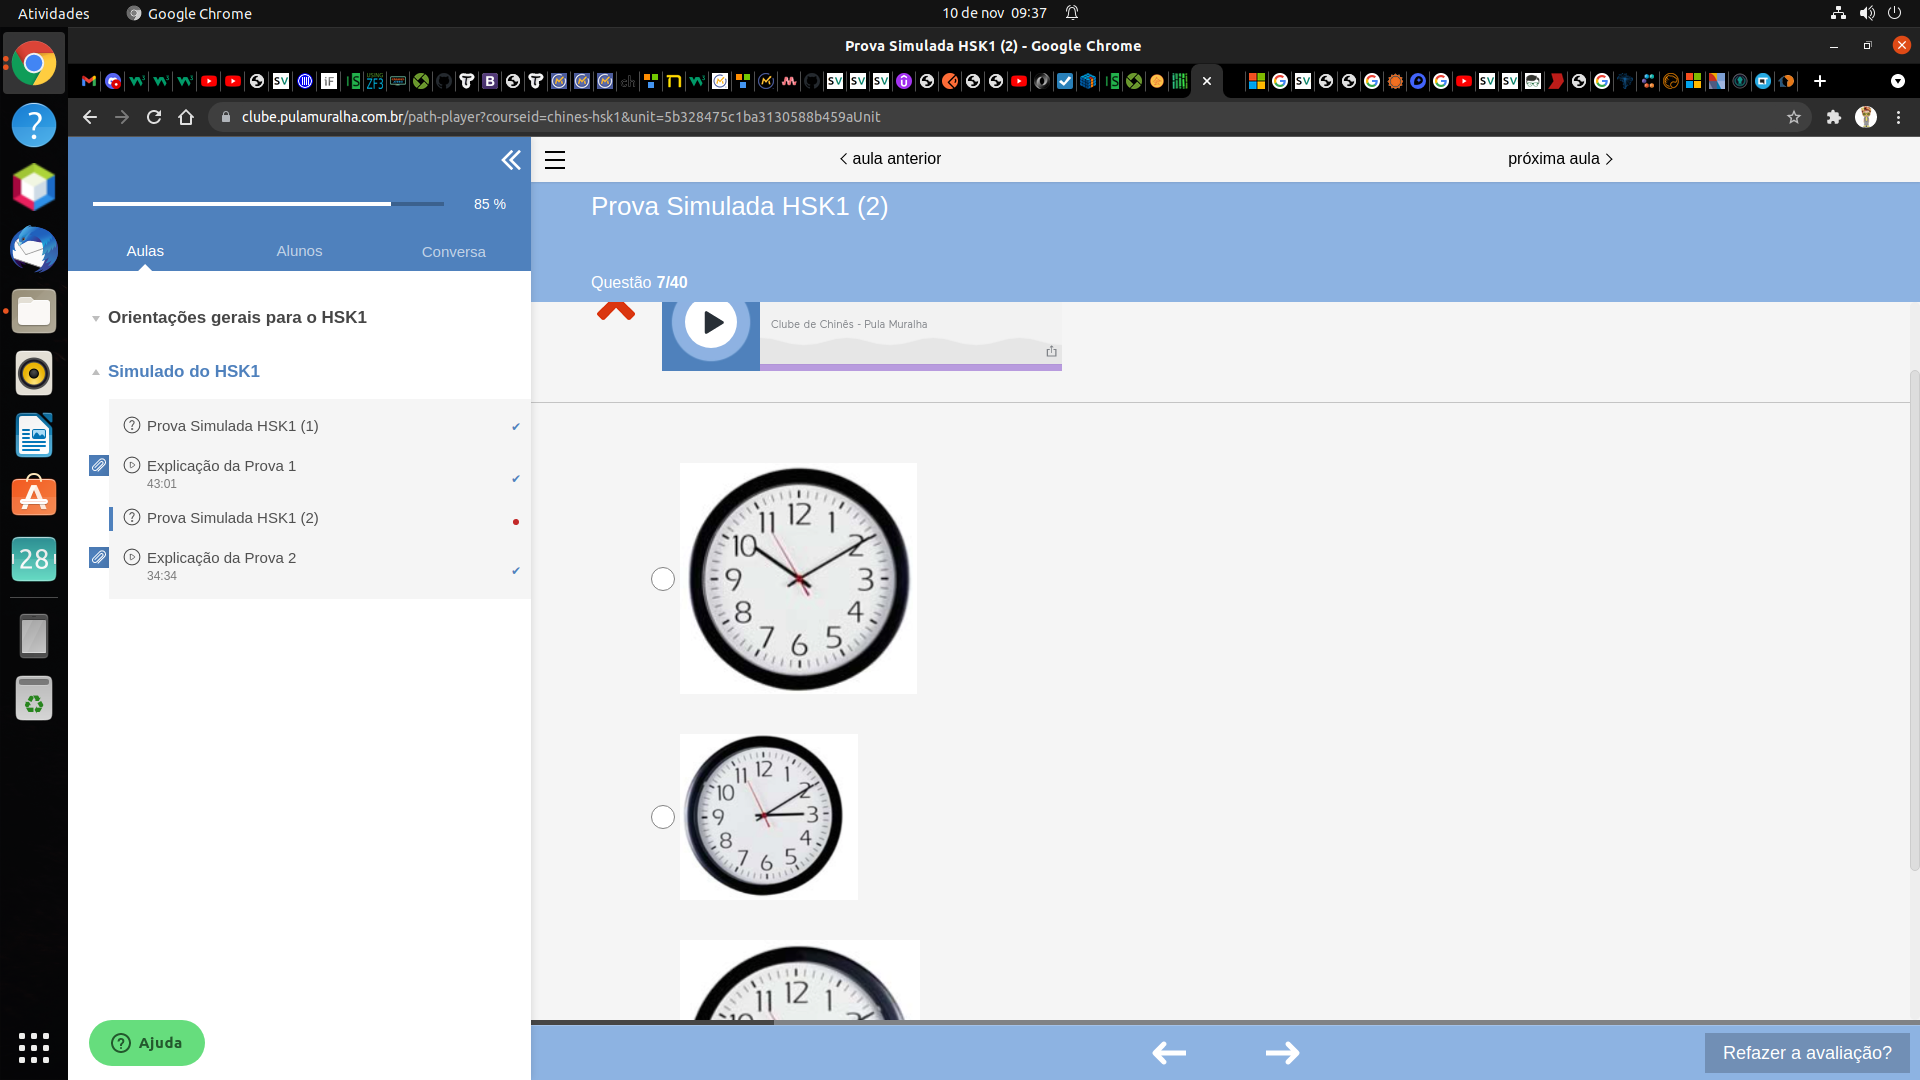 Atividades
Google Chrome
10 de nov 09:37
Prova Simulada HSK1 (2) - Google Chrome
clube.pulamuralha.com.br/path-player?courseid=chines-hsk1&unit=5b328475c1ba3130588b459aUnit
aula anterior
próxima aula
85 %
Aulas
Alunos
Conversa
Prova Simulada HSK1 (2)
Questão 7/40
Clube de Chinês - Pula Muralha
Orientações gerais para o HSK1
Simulado do HSK1
Prova Simulada HSK1 (1)
Explicação da Prova 1
43:01
Prova Simulada HSK1 (2)
Explicação da Prova 2
34:34
12
11 1
10 2
9 3
8 4
7 5
6
12
11 1
10 2
9 3
8 4
7 5
6
12
11 1
10 2
28
Ajuda
Refazer a avaliação?